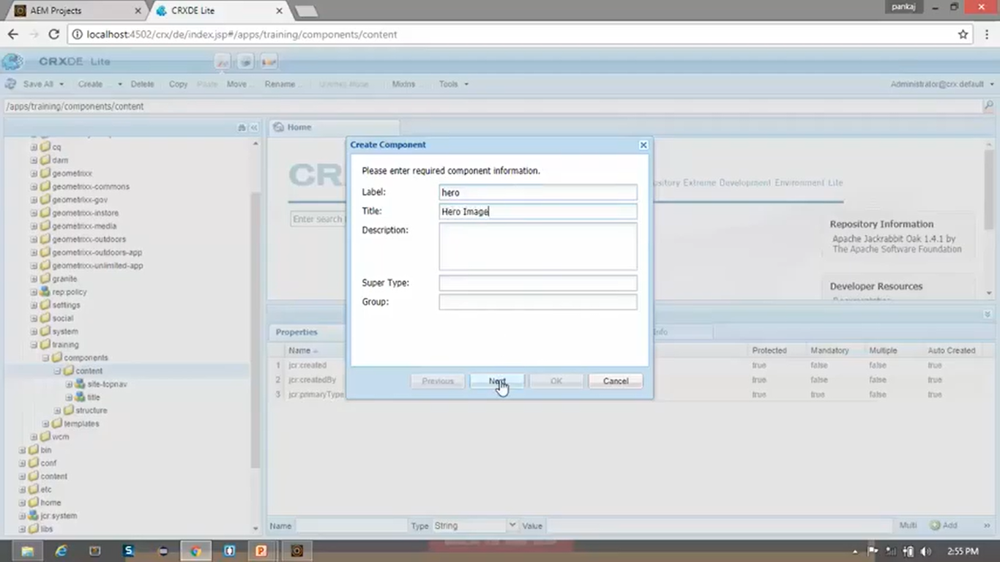 AEM Projects
CRXDE Lite
pankaj
localhost:4502/crx/de/index.jsp#/apps/training/components/content
CRXDE Lite
Save All Create ... Delete Copy Paste Move ... Rename ... Mixins ... Tools
Administrator@crx.default
/apps/training/components/content
Home
cq
dam
geometrixx
geometrixx-commons
geometrixx-gov
geometrixx-instore
geometrixx-media
geometrixx-outdoors
geometrixx-outdoors-app
geometrixx-unlimited-app
granite
rep:policy
settings
social
system
training
components
content
site-topnav
title
structure
templates
wcm
bin
conf
content
etc
home
jcr:system
libs
CR
ository Extreme Development Environment Lite
Enter search
Repository Information
Apache Jackrabbit Oak 1.4.1 by
The Apache Software Foundation
Developer Resources
Create Component
Please enter required component information.
Label: hero
Title: Hero Image
Description:
Super Type:
Group:
Previous Next OK Cancel
Properties
Info
Name Protected Mandatory Multiple Auto Created
1 jcr:created true false false true
2 jcr:createdBy true false false true
3 jcr:primaryType true true false true
Name Type String Value Multi Add
2:55 PM